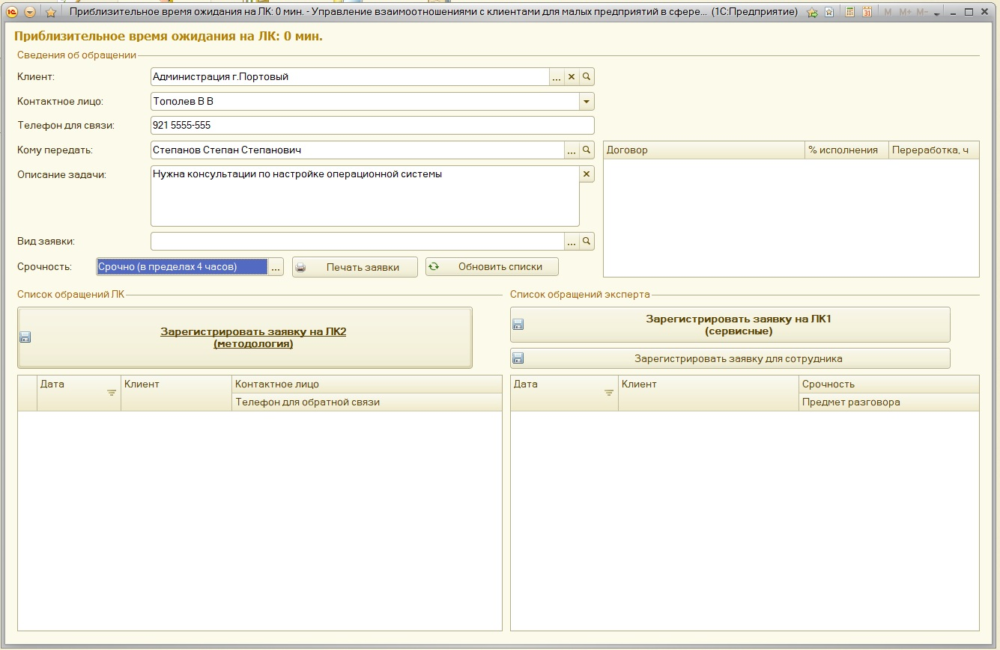 Приблизительное время ожидания на ЛК: 0 мин. - Управление взаимоотношениями с клиентами для малых предприятий в сфере... (1С:Предприятие)
31 M M+ M-
Приблизительное время ожидания на ЛК: 0 мин.
Сведения об обращении
Клиент: Администрация г.Портовый ...
Контактное лицо: Тополев В В
Телефон для связи: 921 5555-555
Кому передать: Степанов Степан Степанович ...
Договор % исполнения Переработка, ч
Описание задачи: Нужна консультации по настройке операционной системы
Вид заявки: ...
Срочность: Срочно (в пределах 4 часов) ... Печать заявки Обновить списки
Список обращений ЛК
Зарегистрировать заявку на ЛК2
(методология)
Дата Клиент Контактное лицо
Телефон для обратной связи
Список обращений эксперта
Зарегистрировать заявку на ЛК1
(сервисные)
Зарегистрировать заявку для сотрудника
Дата Клиент Срочность
Предмет разговора